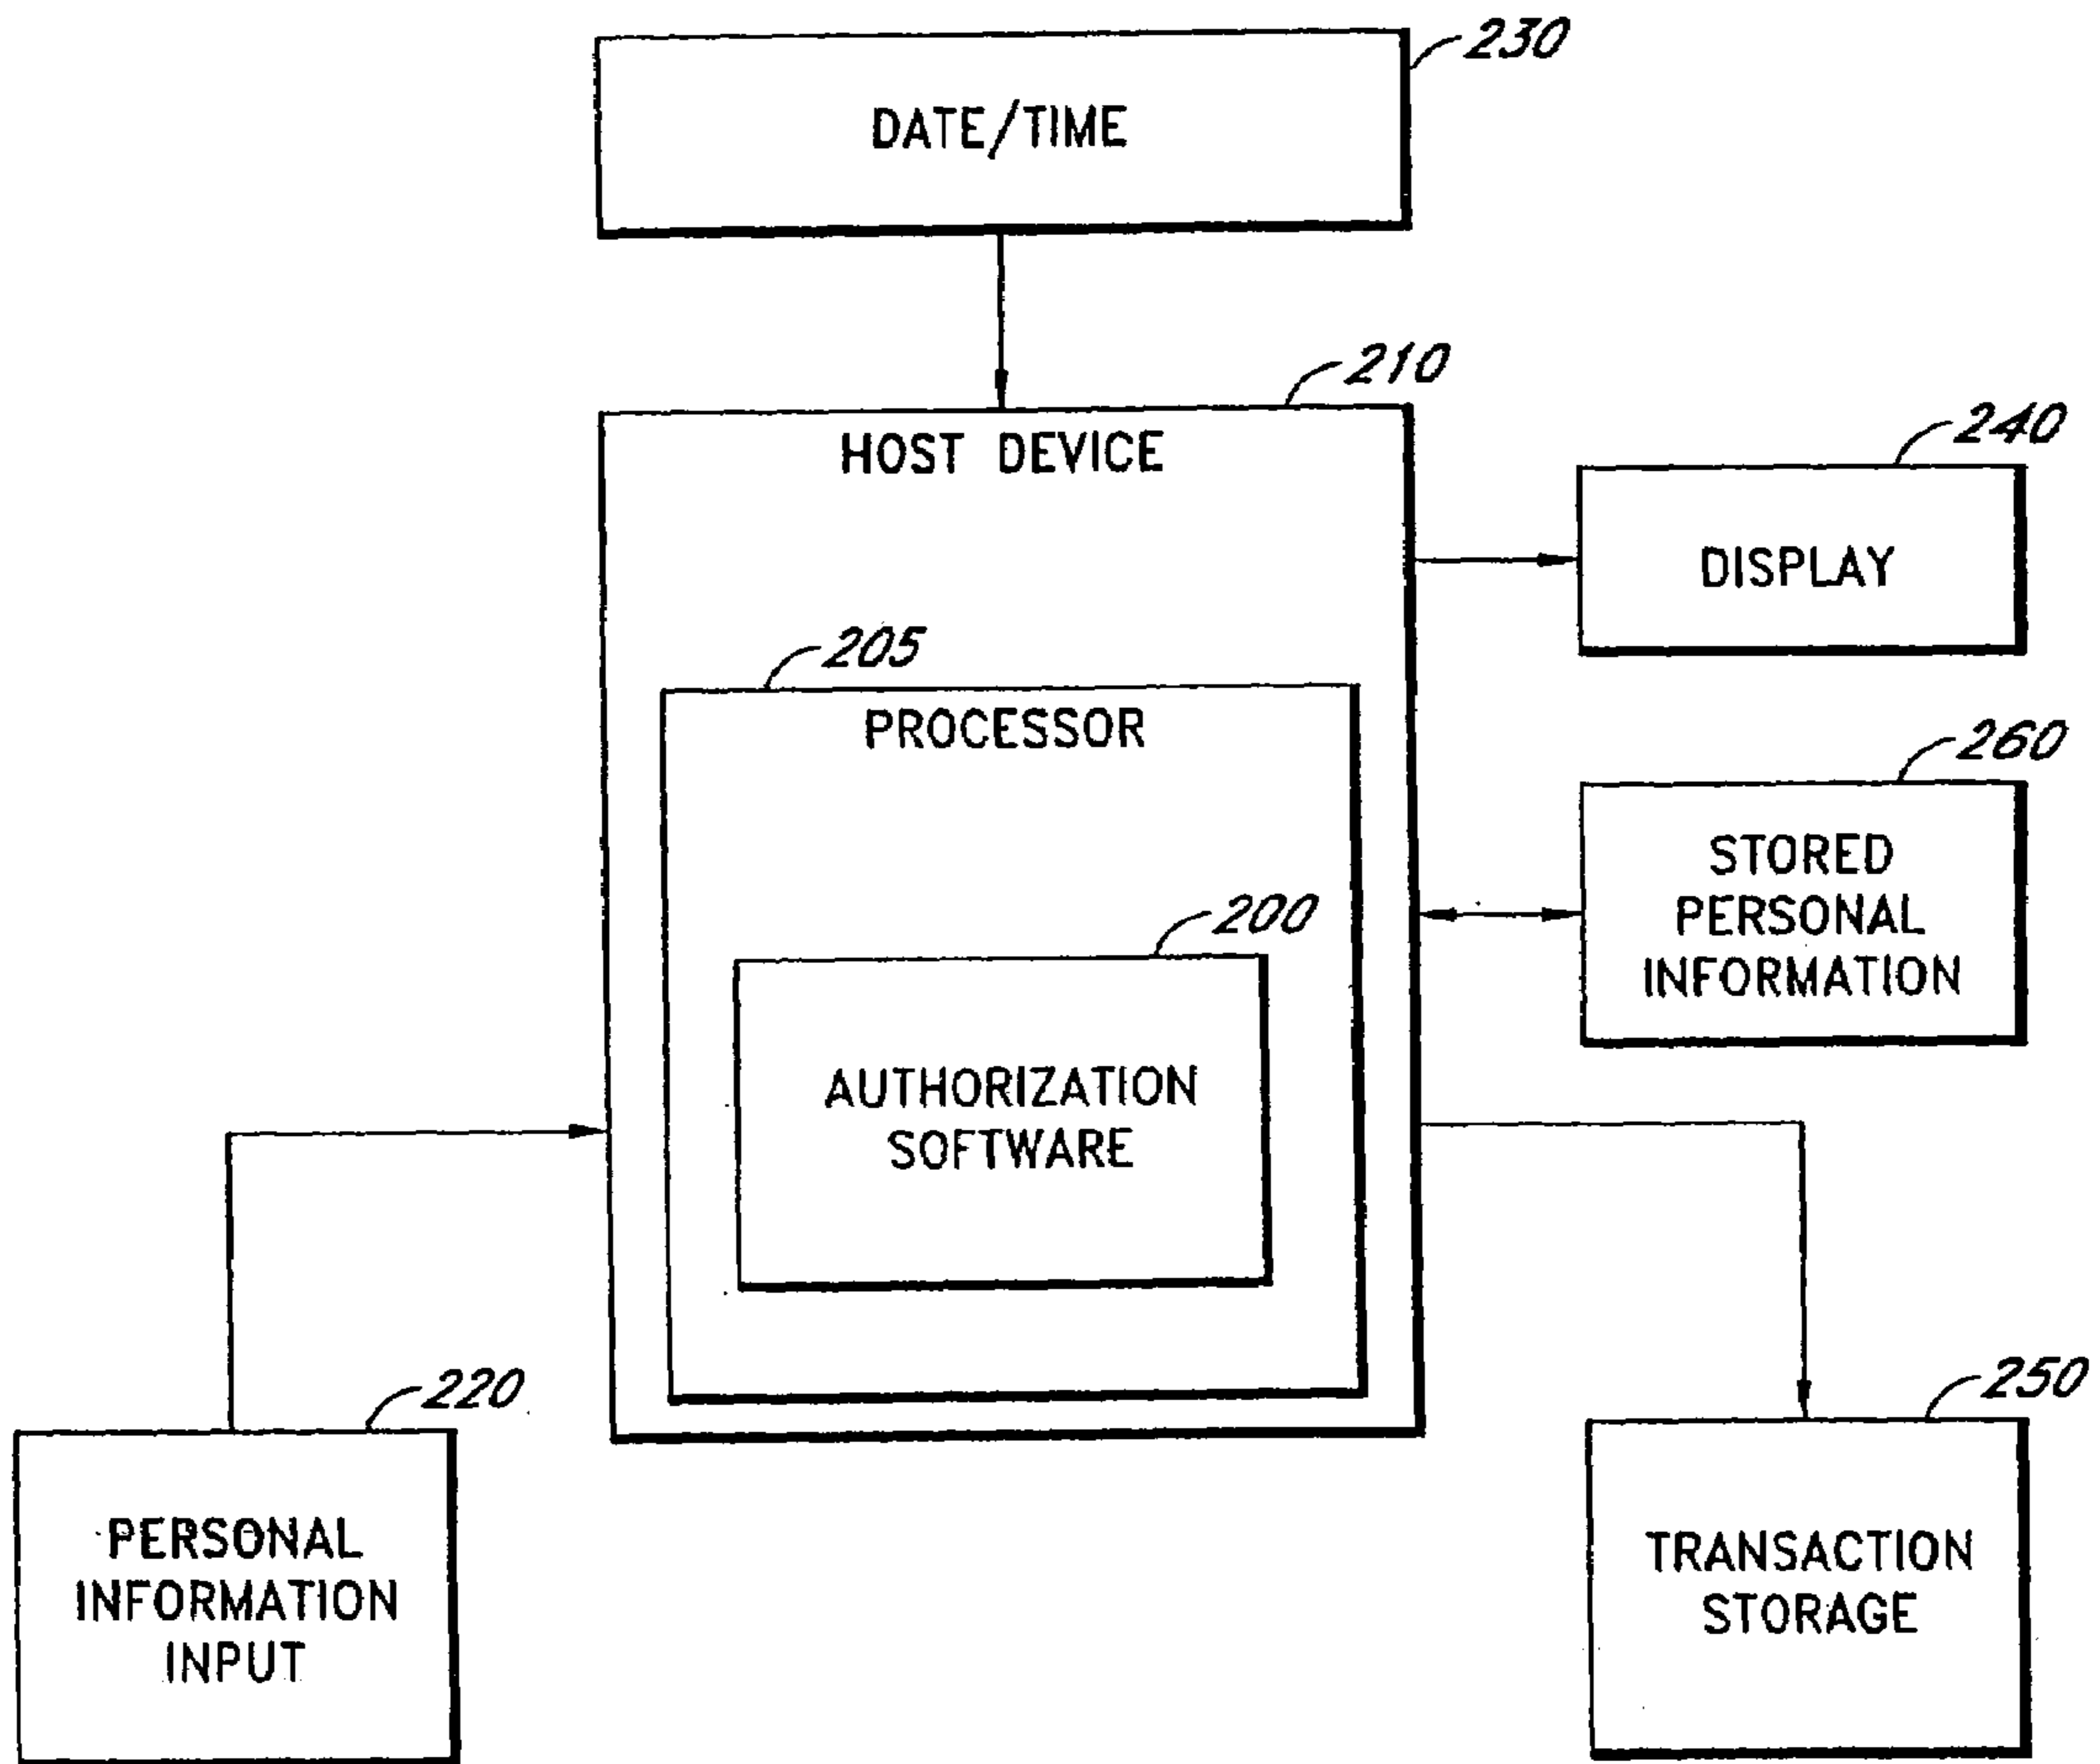 230
DATE/TIME
210
HOST DEVICE
240
DISPLAY
205
PROCESSOR
260
STORED
PERSONAL
INFORMATION
200
AUTHORIZATION
SOFTWARE
220
PERSONAL
INFORMATION
INPUT
250
TRANSACTION
STORAGE